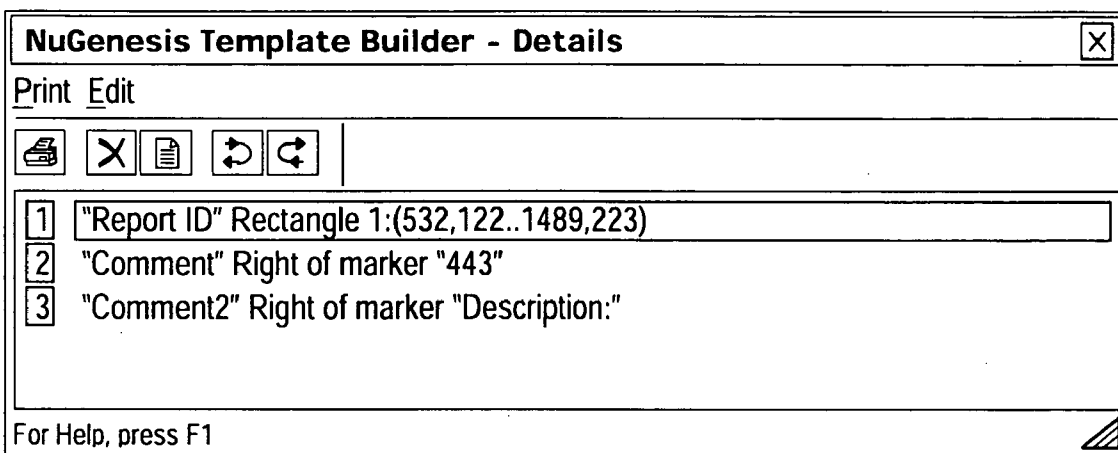 NuGenesis Template Builder - Details
Print Edit
1 "Report ID" Rectangle 1:(532,122..1489,223)
2 "Comment" Right of marker "443"
3 "Comment2" Right of marker "Description:"
For Help, press F1